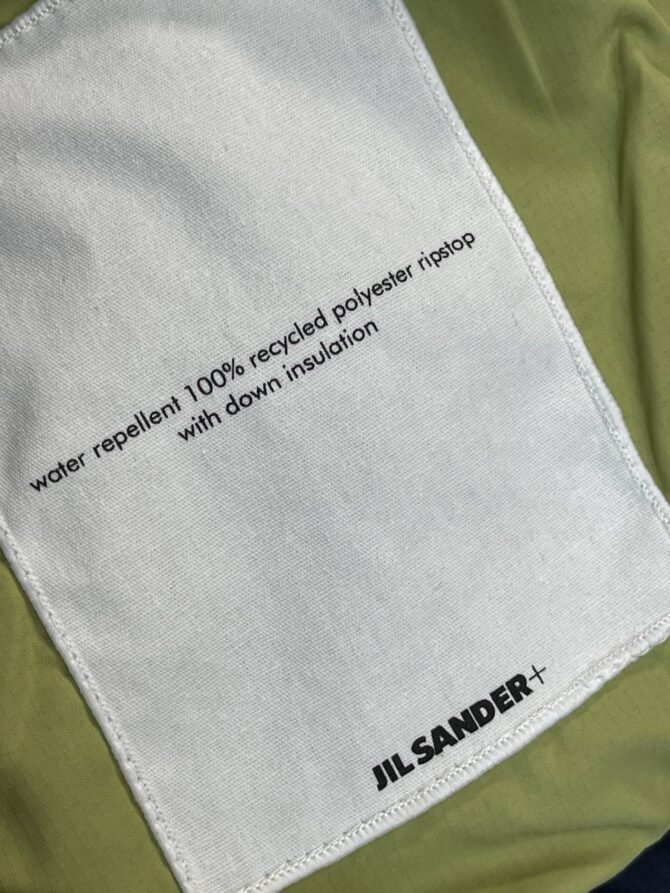 water repellent 100% recycled polyester ripstop
with down insulation
JIL SANDER+